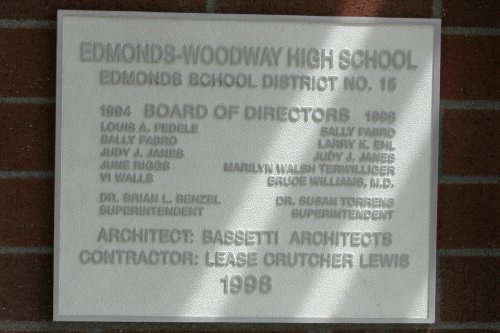 EDMONDS-WOODWAY HIGH SCHOOL
EDMONDS SCHOOL DISTRICT NO. 15
1994 BOARD OF DIRECTORS 1998
LOUIS A. FEDELE SALLY FABRO
SALLY FABRO LARRY K. EHL
JUDY J. JANES JUDY J. JANES
JUNE RIGGS MARILYN WALSH TERWILLIGER
VI WALLS BRUCE WILLIAMS, M.D.
DR. BRIAN L. BENZEL DR. SUSAN TORRENS
SUPERINTENDENT SUPERINTENDENT
ARCHITECT: BASSETTI ARCHITECTS
CONTRACTOR: LEASE CRUTCHER LEWIS
1998